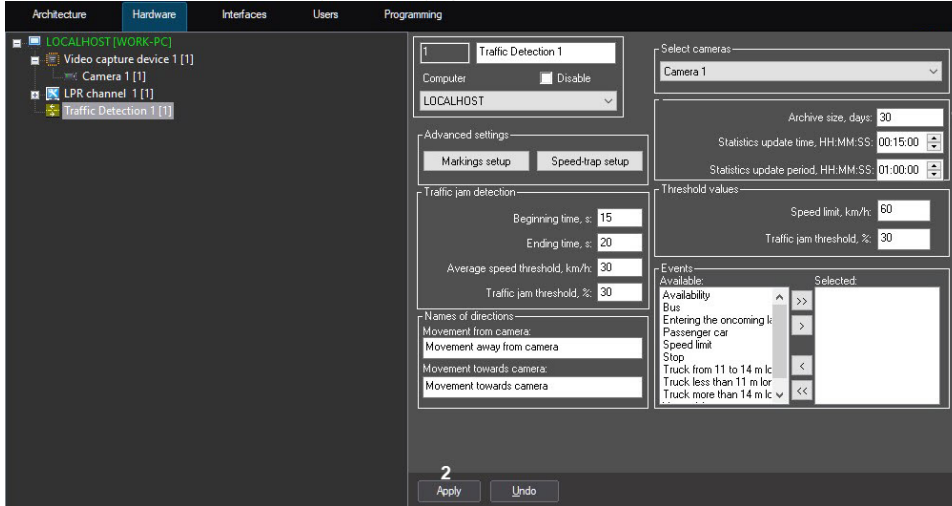 Architecture Hardware Interfaces Users Programming
LOCALHOST [WORK-PC]
Video capture device 1 [1]
Camera 1 [1]
LPR channel 1 [1]
Traffic Detection 1 [1]
1 Traffic Detection 1
Computer Disable
LOCALHOST
Advanced settings
Markings setup Speed-trap setup
Traffic jam detection
Beginning time, s: 15
Ending time, s: 20
Average speed threshold, km/h: 30
Traffic jam threshold, %: 30
Names of directions
Movement from camera:
Movement away from camera
Movement towards camera:
Movement towards camera
Select cameras
Camera 1
Archive size, days: 30
Statistics update time, HH:MM:SS: 00:15:00
Statistics update period, HH:MM:SS: 01:00:00
Threshold values
Speed limit, km/h: 60
Traffic jam threshold, %: 30
Events
Available: Selected:
Availability
Bus
Entering the oncoming la
Passenger car
Speed limit
Stop
Truck from 11 to 14 m lo
Truck less than 11 m lon
Truck more than 14 m lo
>>
>
<
<<
2
Apply Undo